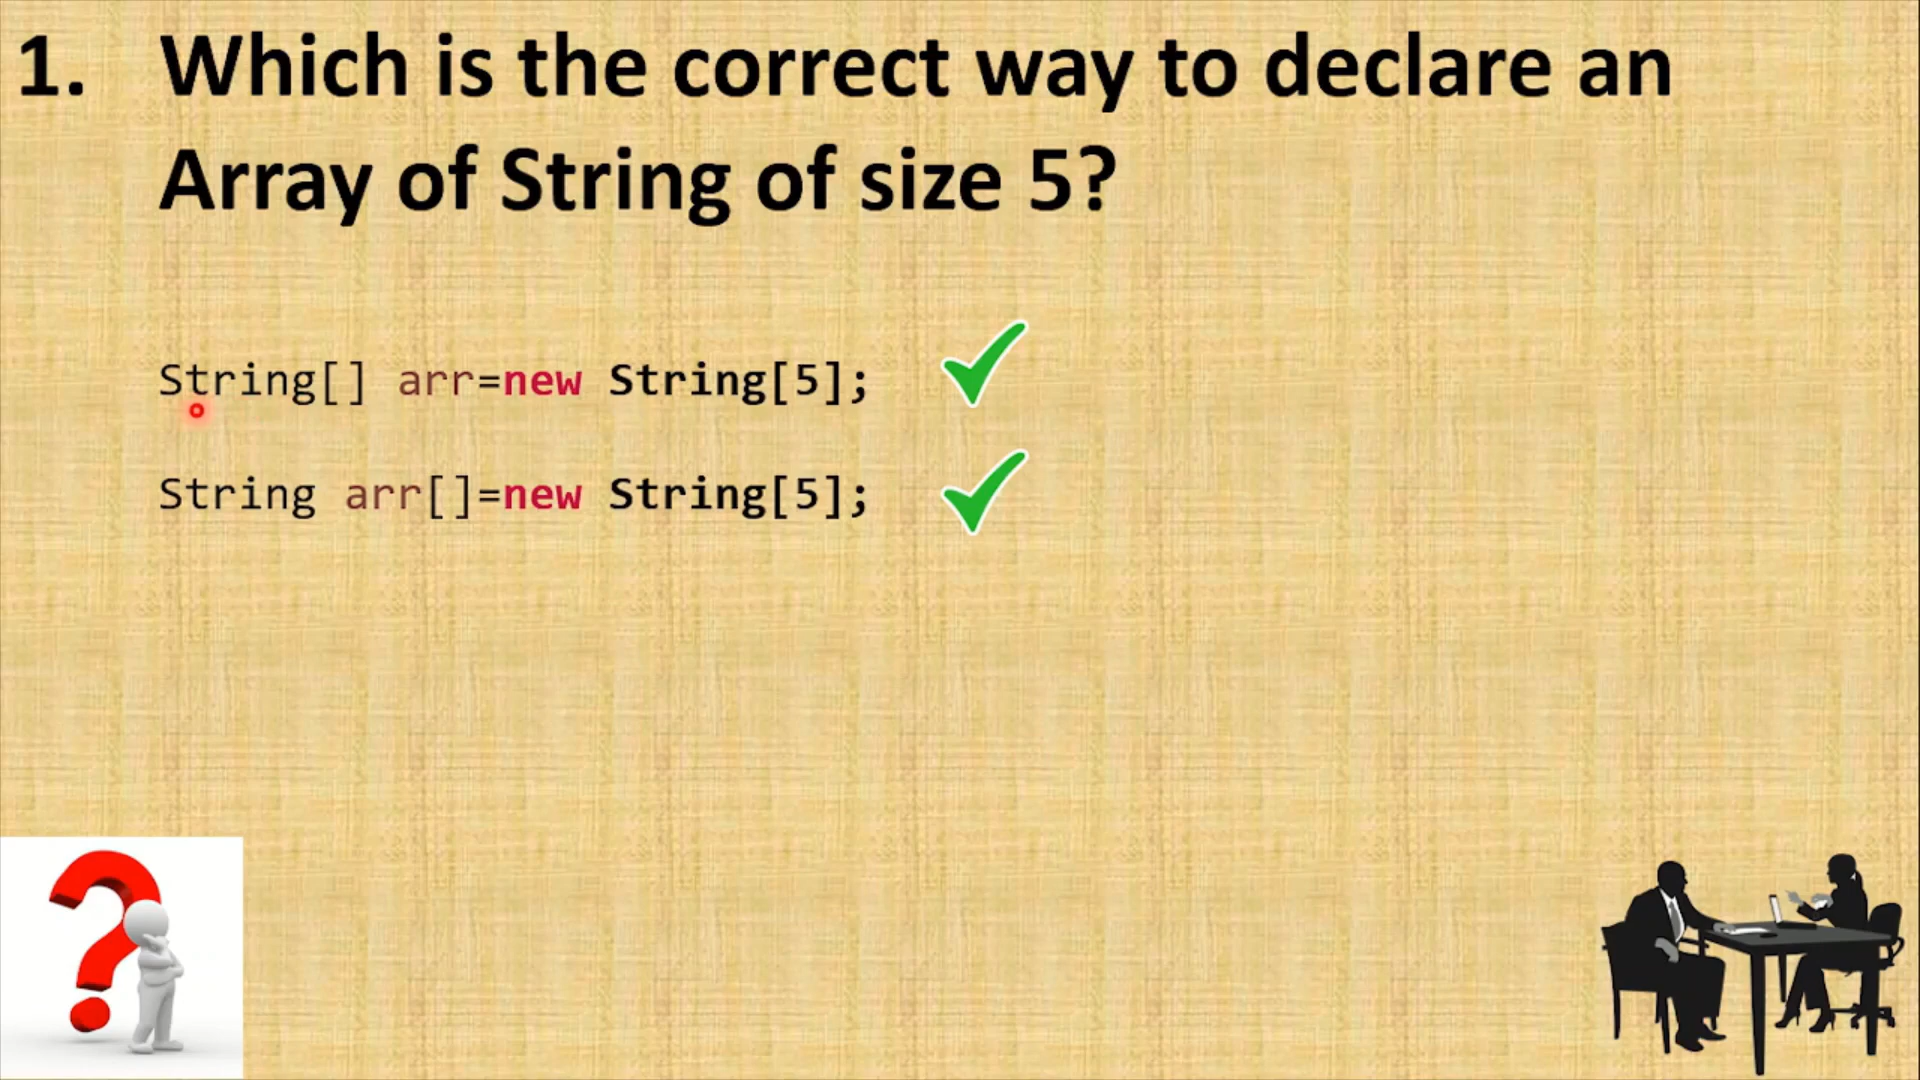 1. Which is the correct way to declare an
Array of String of size 5?
String[] arr=new String[5];
String arr[]=new String[5];